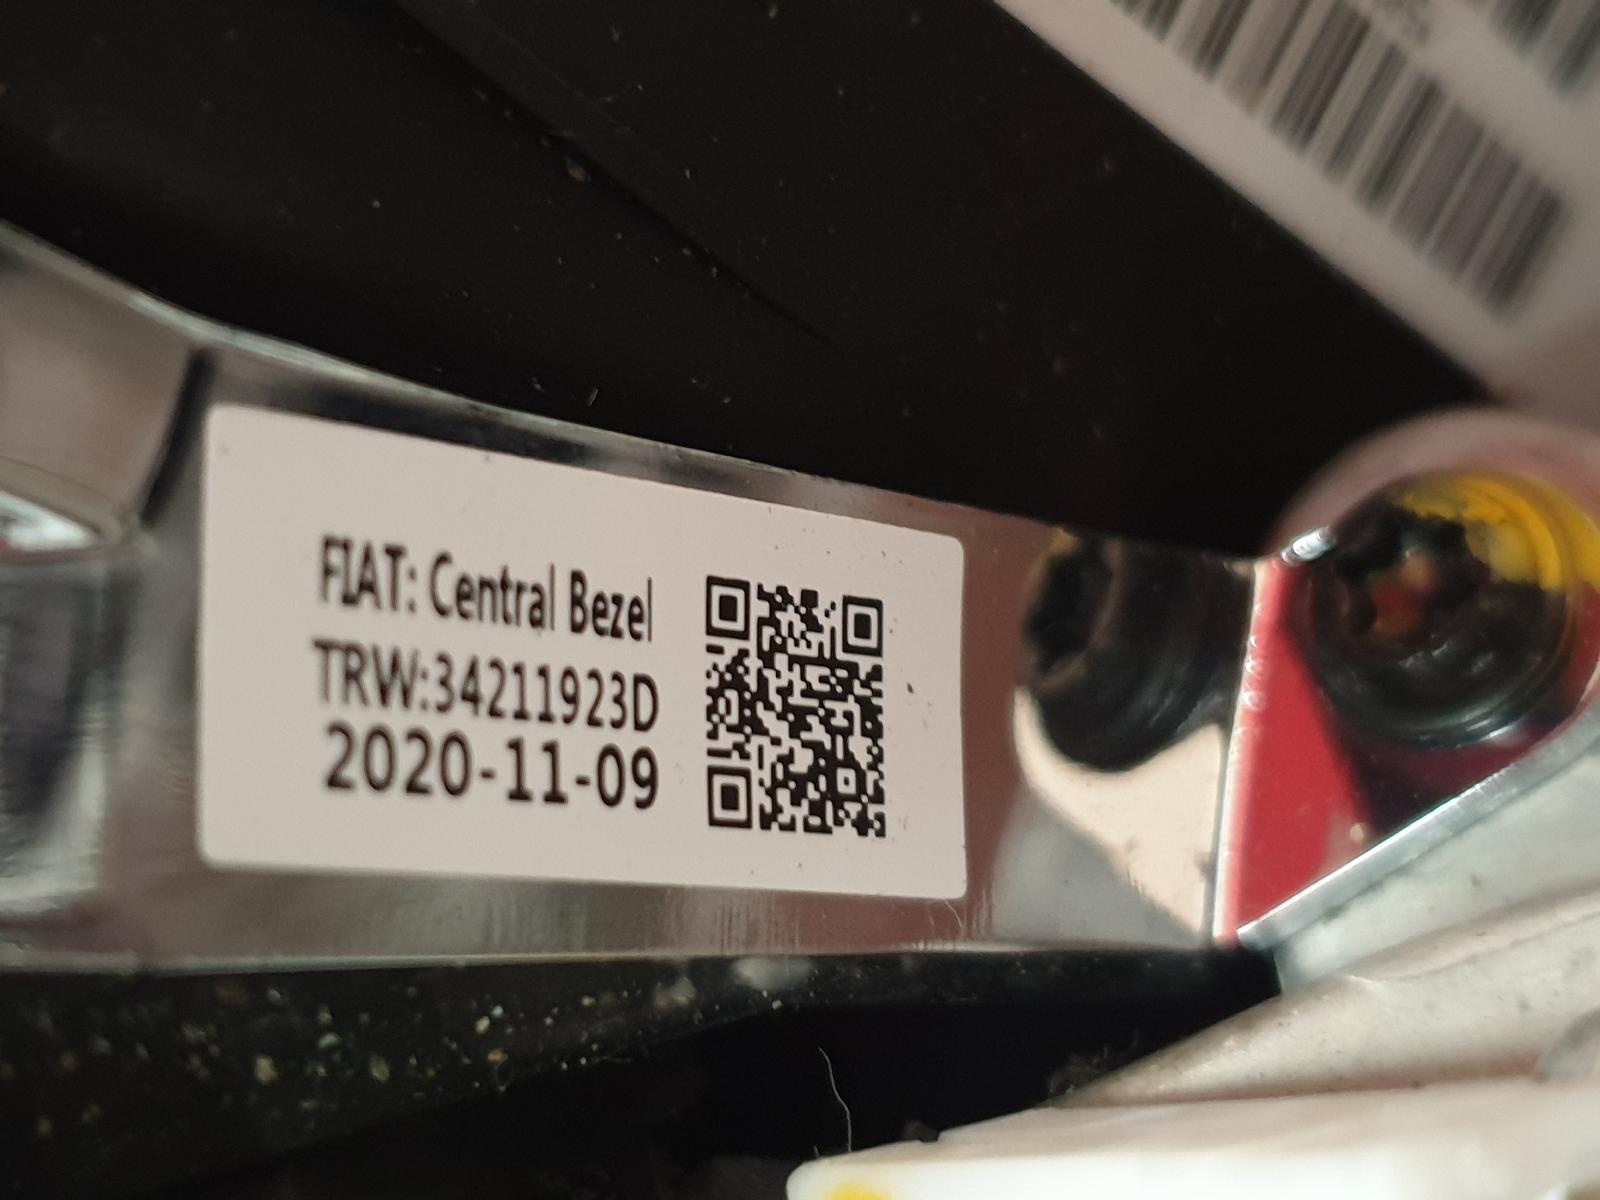 FIAT: Central Bezel
TRW:34211923D
2020-11-09